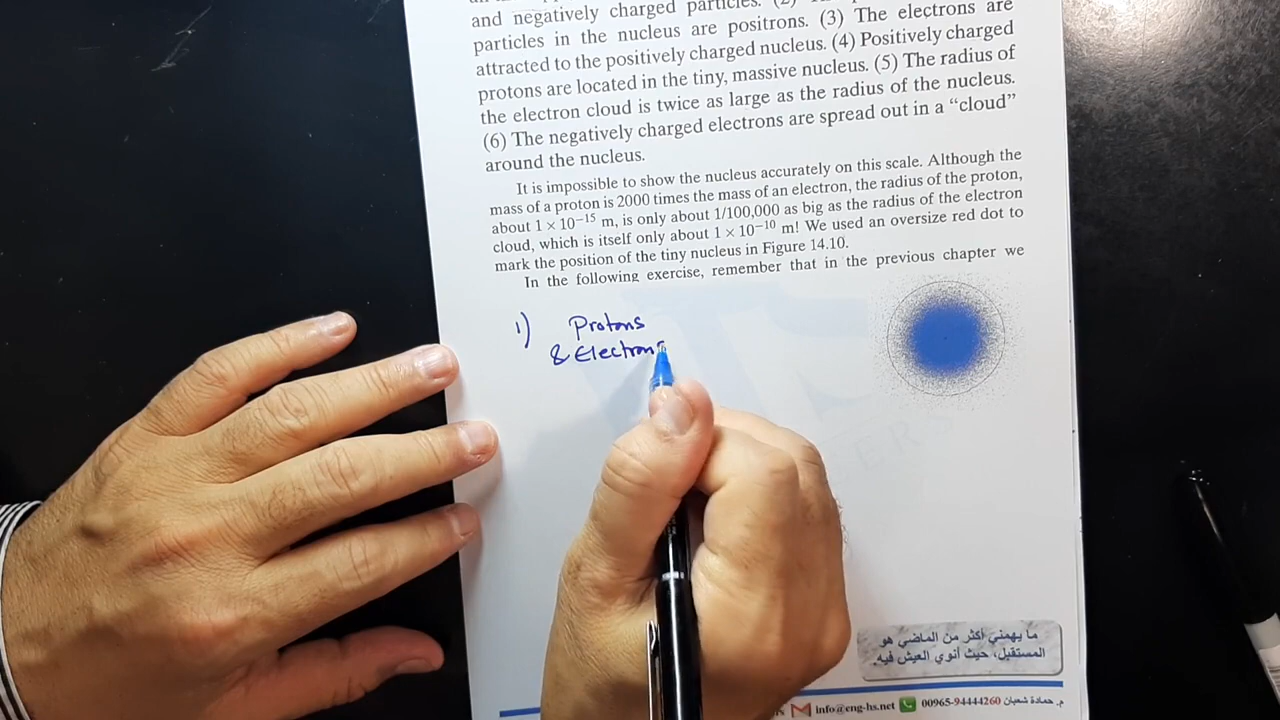 and negatively charged particles. (2)
particles in the nucleus are positrons. (3) The electrons are
attracted to the positively charged nucleus. (4) Positively charged
protons are located in the tiny, massive nucleus. (5) The radius of
the electron cloud is twice as large as the radius of the nucleus.
(6) The negatively charged electrons are spread out in a “cloud”
around the nucleus.
It is impossible to show the nucleus accurately on this scale. Although the
mass of a proton is 2000 times the mass of an electron, the radius of the proton,
about 1 × 10⁻¹⁵ m, is only about 1/100,000 as big as the radius of the electron
cloud, which is itself only about 1 × 10⁻¹⁰ m! We used an oversize red dot to
mark the position of the tiny nucleus in Figure 14.10.
In the following exercise, remember that in the previous chapter we
1) Protons
& Electrons
ما يهمني أكثر من الماضي هو
المستقبل، حيث أنوي العيش فيه.
info@eng-hs.net 00965-94444260 م. حمادة شعبان